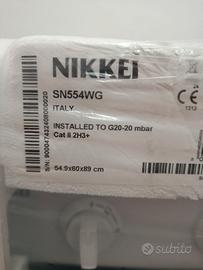 NIKKEI
SN554WG
ITALY
INSTALLED TO G20-20 mbar
Cat II 2H3+
54.9x60x89 cm
CE
1312
subito